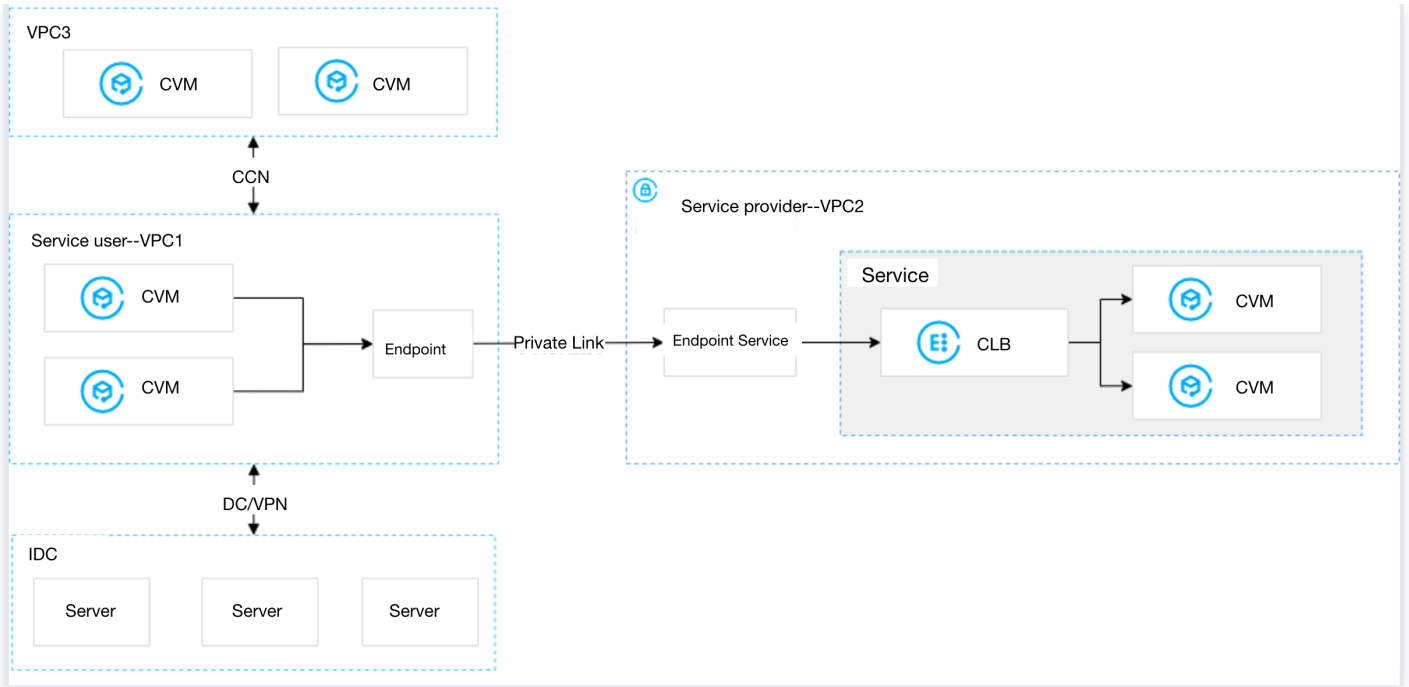 VPC3
CVM
CVM
CCN
Service user--VPC1
CVM
CVM
Endpoint
Private Link
Service provider--VPC2
Endpoint Service
Service
CLB
CVM
CVM
DC/VPN
IDC
Server
Server
Server